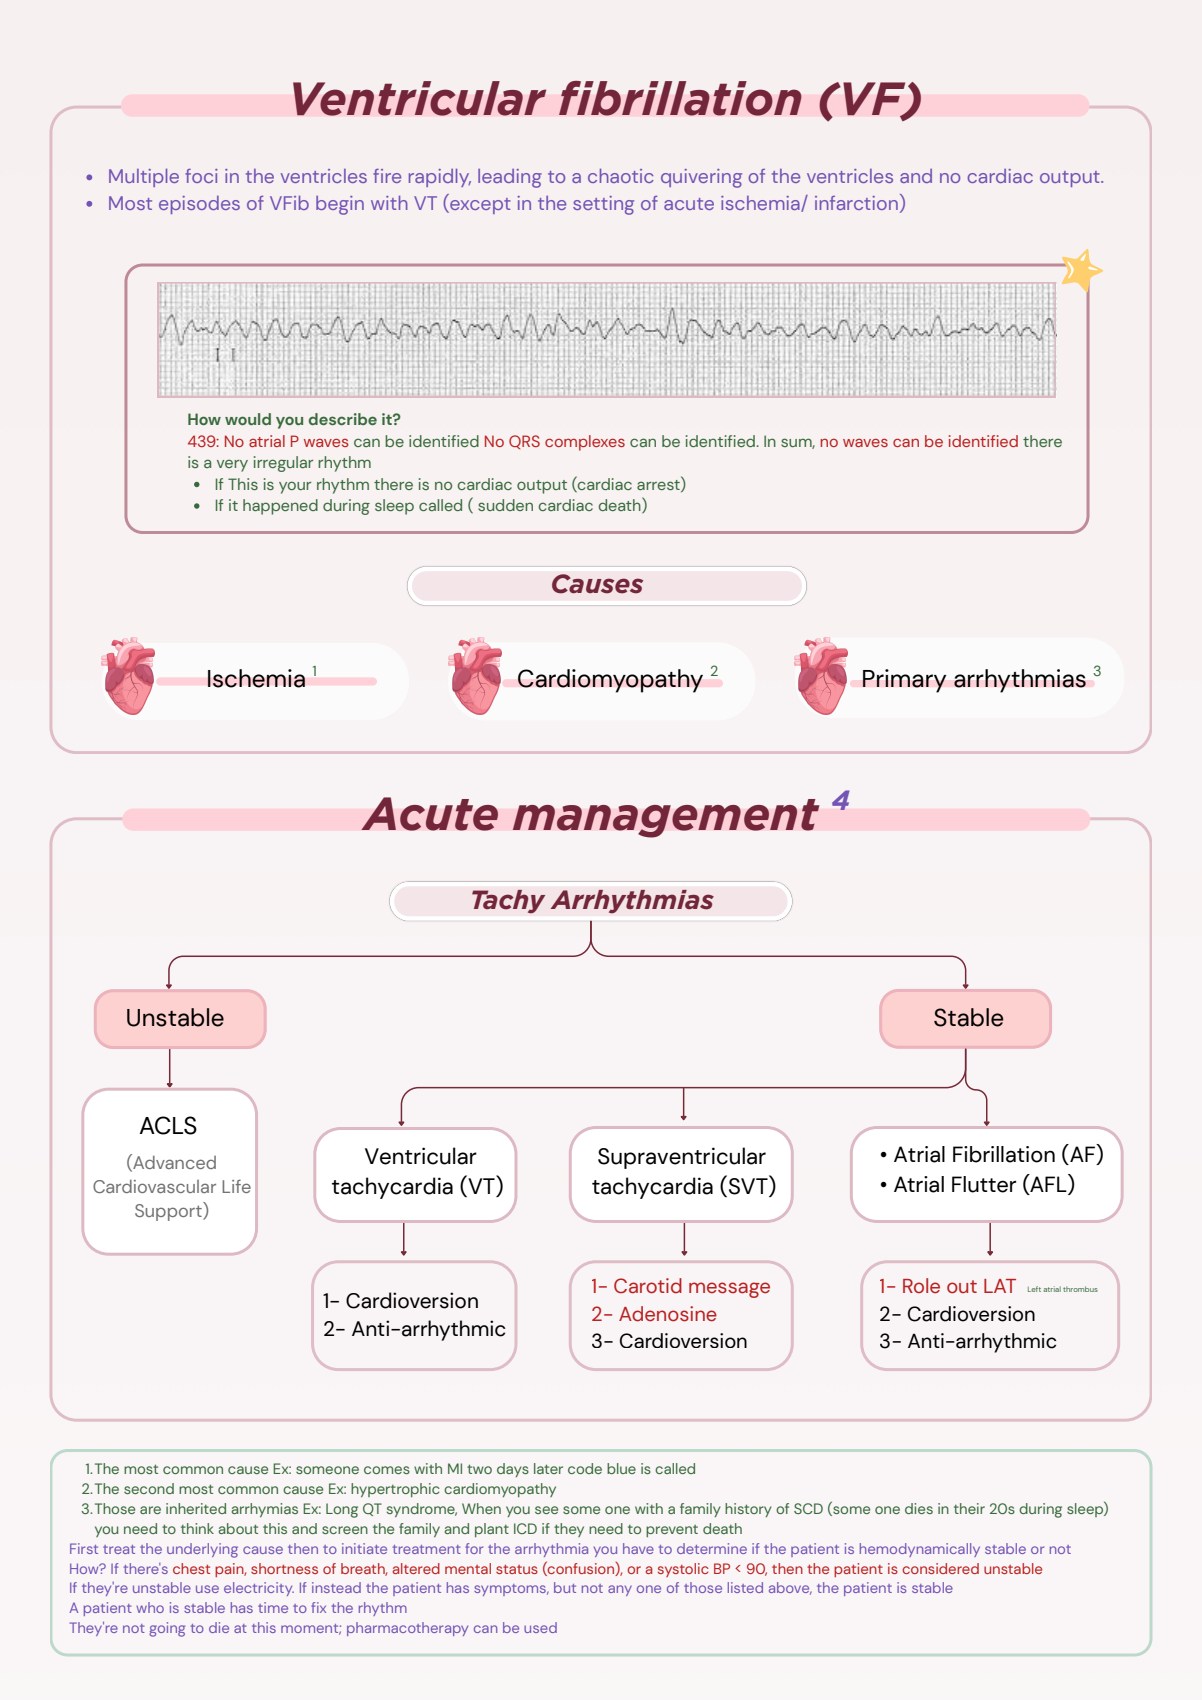 Ventricular fibrillation (VF)
• Multiple foci in the ventricles fire rapidly, leading to a chaotic quivering of the ventricles and no cardiac output.
• Most episodes of VFib begin with VT (except in the setting of acute ischemia/ infarction)
How would you describe it?
439: No atrial P waves can be identified No QRS complexes can be identified. In sum, no waves can be identified there
is a very irregular rhythm
• If This is your rhythm there is no cardiac output (cardiac arrest)
• If it happened during sleep called ( sudden cardiac death)
Causes
Ischemia 1
Cardiomyopathy 2
Primary arrhythmias 3
Acute management 4
Tachy Arrhythmias
Unstable
Stable
ACLS
(Advanced
Cardiovascular Life
Support)
Ventricular
tachycardia (VT)
Supraventricular
tachycardia (SVT)
• Atrial Fibrillation (AF)
• Atrial Flutter (AFL)
1- Cardioversion
2- Anti-arrhythmic
1- Carotid message
2- Adenosine
3- Cardioversion
1- Role out LAT Left atrial thrombus
2- Cardioversion
3- Anti-arrhythmic
1.The most common cause Ex: someone comes with MI two days later code blue is called
2.The second most common cause Ex: hypertrophic cardiomyopathy
3.Those are inherited arrhymias Ex: Long QT syndrome, When you see some one with a family history of SCD (some one dies in their 20s during sleep)
you need to think about this and screen the family and plant ICD if they need to prevent death
First treat the underlying cause then to initiate treatment for the arrhythmia you have to determine if the patient is hemodynamically stable or not
How? If there's chest pain, shortness of breath, altered mental status (confusion), or a systolic BP < 90, then the patient is considered unstable
If they're unstable use electricity. If instead the patient has symptoms, but not any one of those listed above, the patient is stable
A patient who is stable has time to fix the rhythm
They're not going to die at this moment; pharmacotherapy can be used